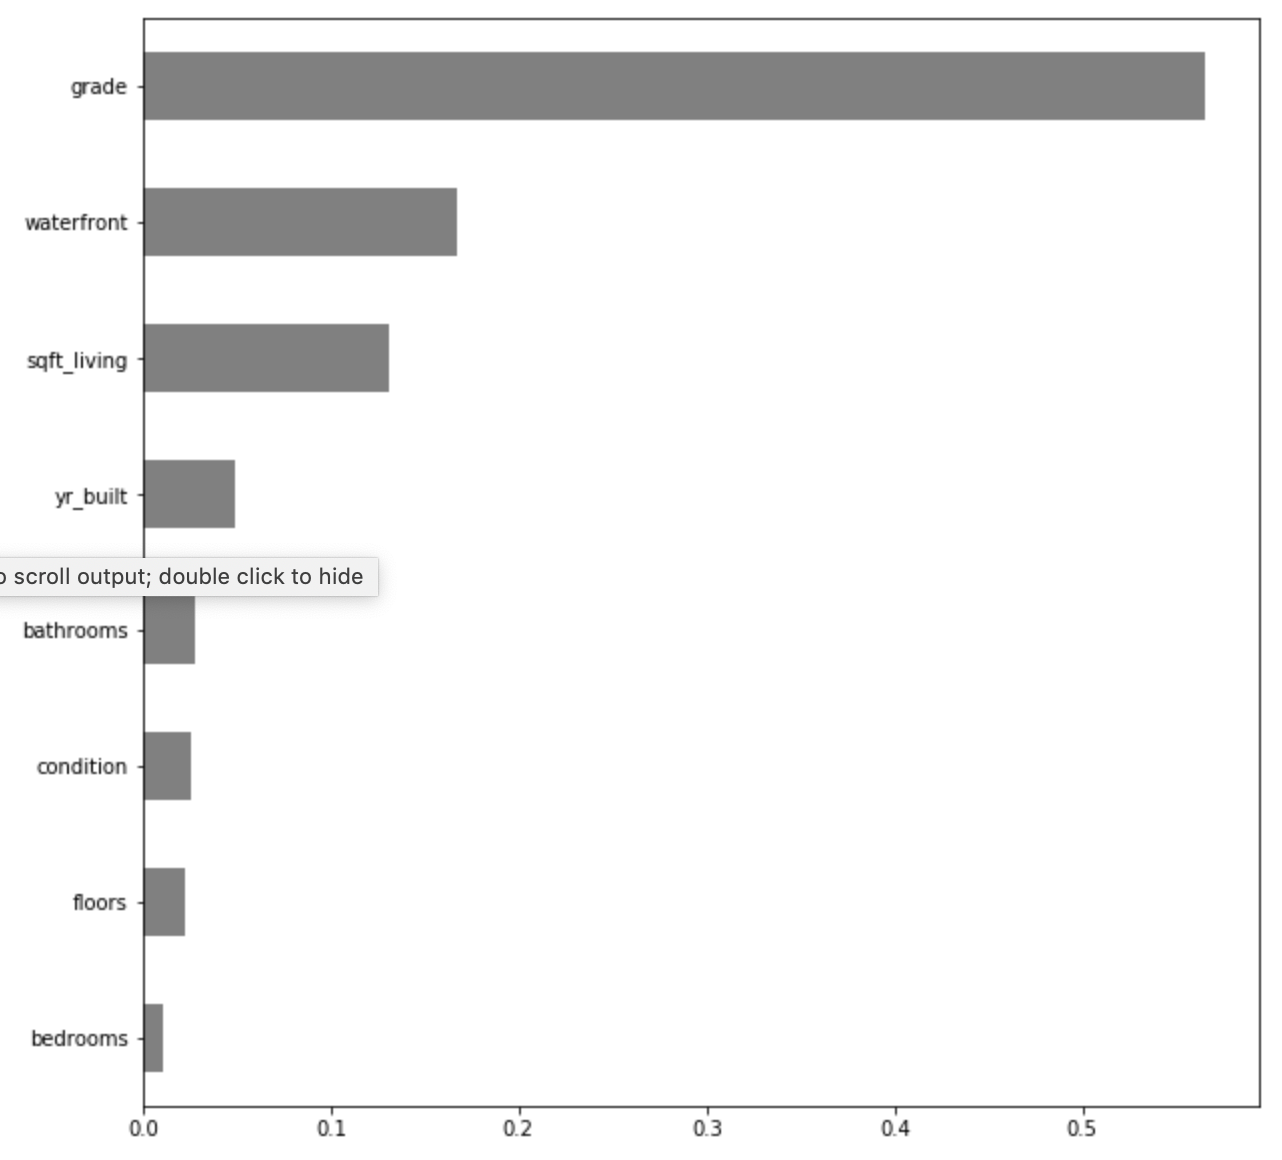 grade
waterfront
sqft_living
yr_built
scroll output; double click to hide
bathrooms
condition
floors
bedrooms
0.0 0.1 0.2 0.3 0.4 0.5